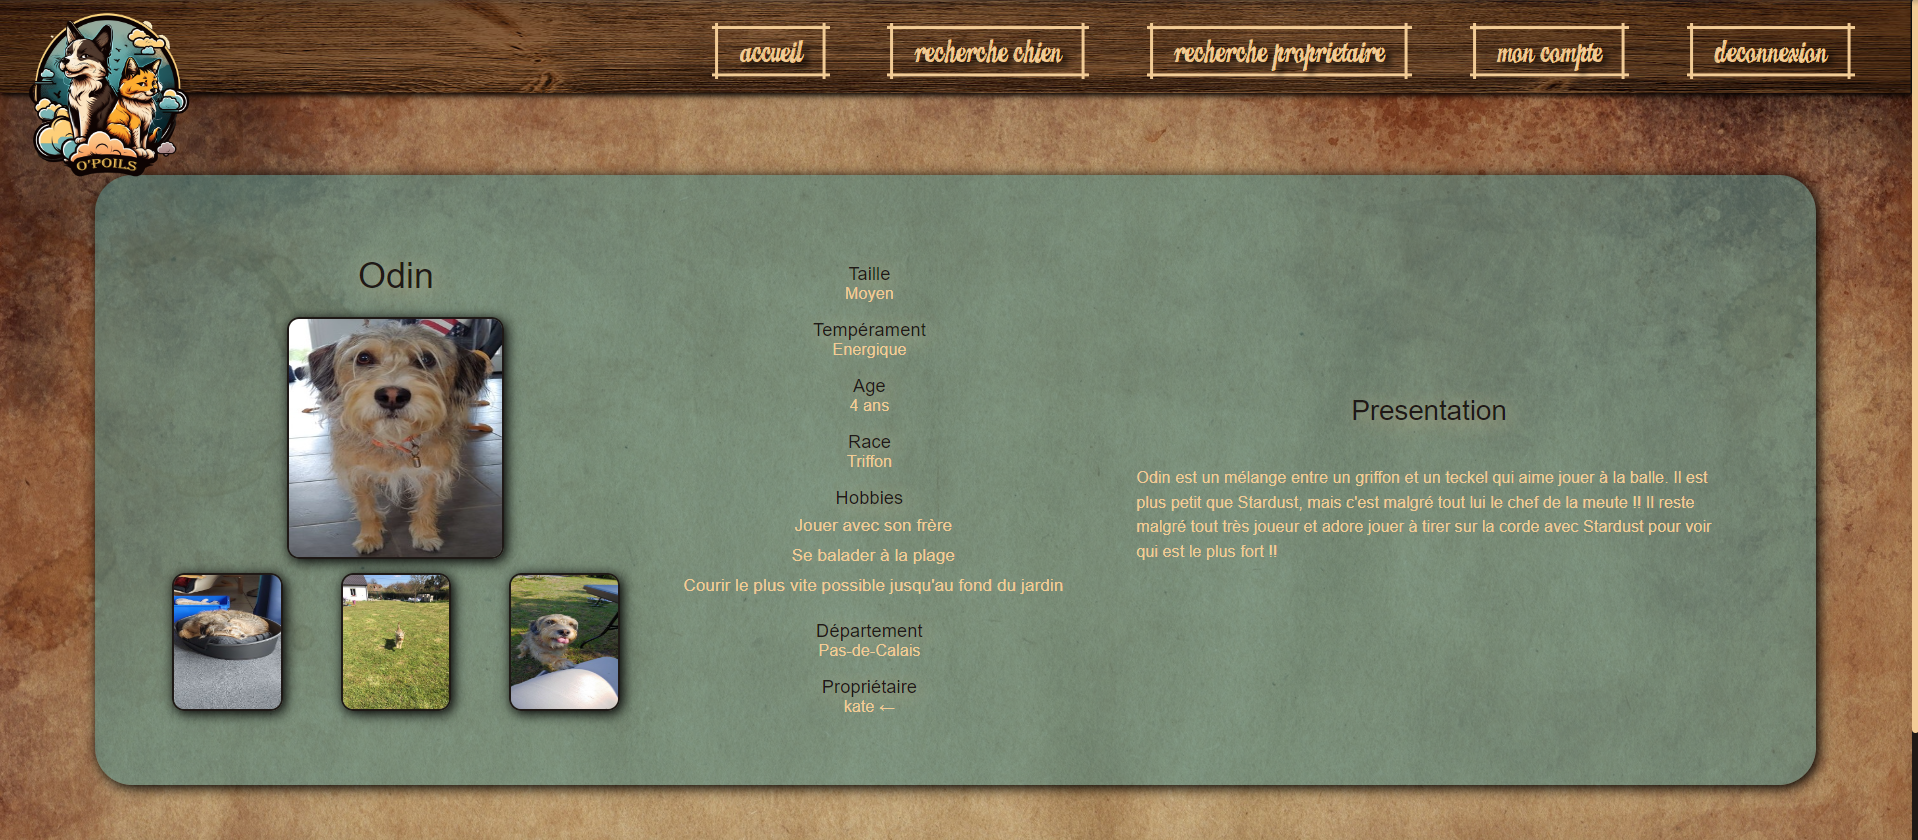 accueil
recherche chien
recherche proprietaire
mon compte
deconnexion
O'POILS
Odin
Taille
Moyen
Tempérament
Energique
Age
4 ans
Race
Triffon
Hobbies
Jouer avec son frère
Se balader à la plage
Courir le plus vite possible jusqu'au fond du jardin
Département
Pas-de-Calais
Propriétaire
kate ←
Presentation
Odin est un mélange entre un griffon et un teckel qui aime jouer à la balle. Il est
plus petit que Stardust, mais c'est malgré tout lui le chef de la meute !! Il reste
malgré tout très joueur et adore jouer à tirer sur la corde avec Stardust pour voir
qui est le plus fort !!